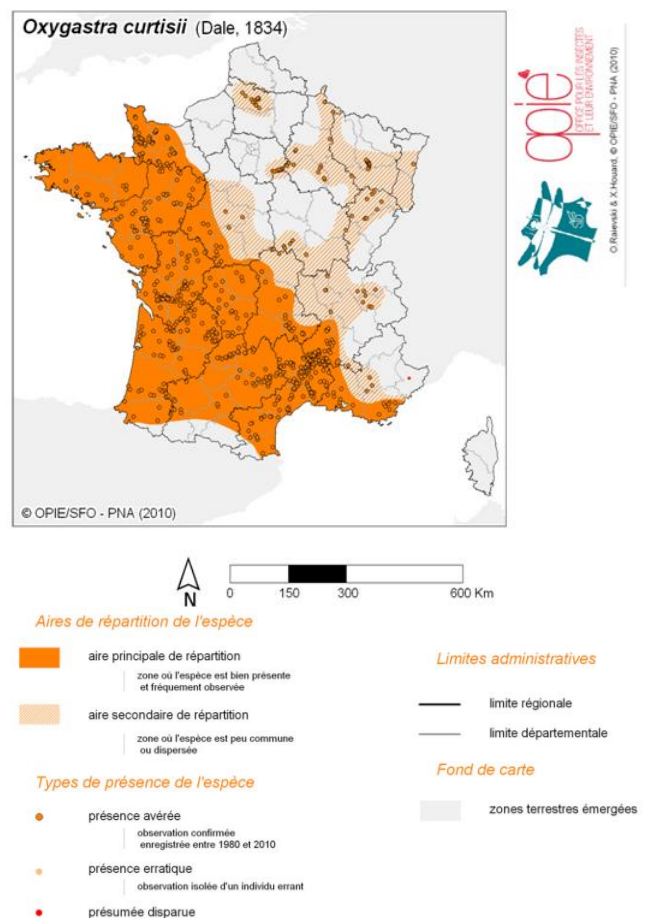 Oxygastra curtisii (Dale, 1834)
© OPIE/SFO - PNA (2010)
opie
OFFICE POUR LES INSECTES
ET LEUR ENVIRONNEMENT
O.Raievski & X.Houard, © OPIE/SFO - PNA (2010)
N
0 150 300 600 Km
Aires de répartition de l'espèce
aire principale de répartition
zone où l'espèce est bien présente
et fréquement observée
aire secondaire de répartition
zone où l'espèce est peu commune
ou dispersée
Types de présence de l'espèce
présence avérée
observation confirmée
enregistrée entre 1980 et 2010
présence erratique
observation isolée d'un individu errant
présumée disparue
Limites administratives
limite régionale
limite départementale
Fond de carte
zones terrestres émergées